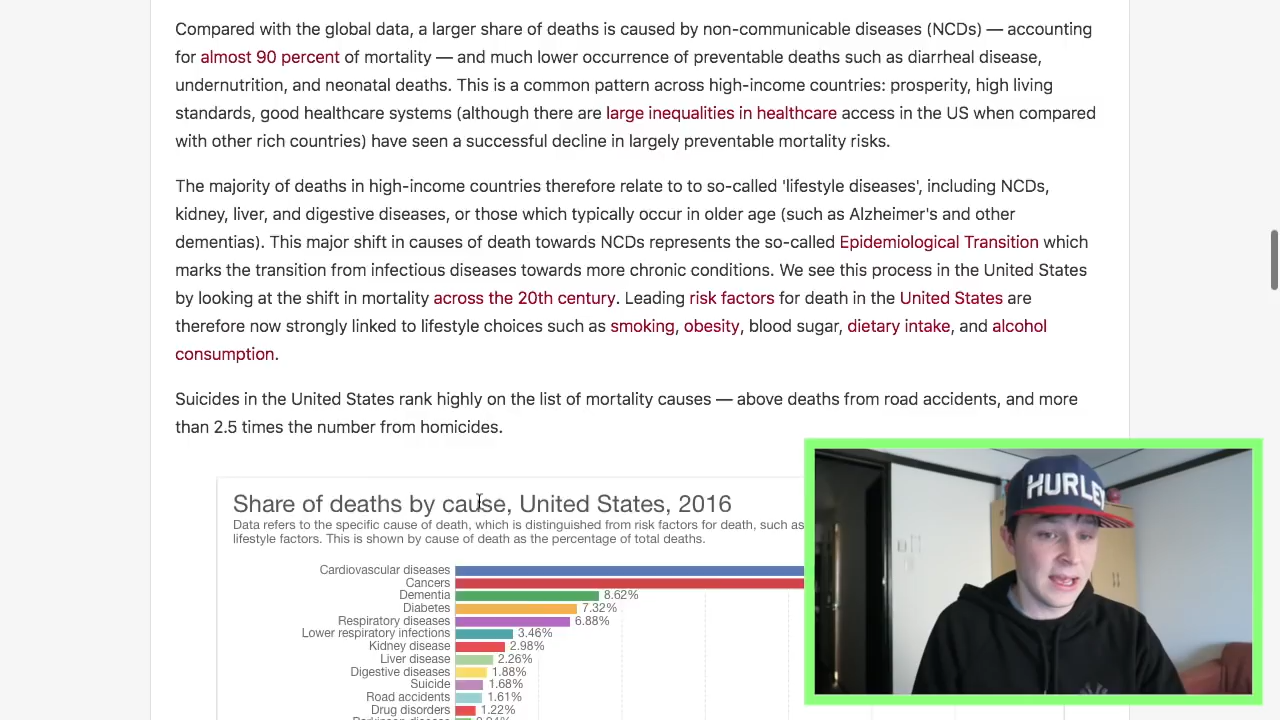 Compared with the global data, a larger share of deaths is caused by non-communicable diseases (NCDs) — accounting
for almost 90 percent of mortality — and much lower occurrence of preventable deaths such as diarrheal disease,
undernutrition, and neonatal deaths. This is a common pattern across high-income countries: prosperity, high living
standards, good healthcare systems (although there are large inequalities in healthcare access in the US when compared
with other rich countries) have seen a successful decline in largely preventable mortality risks.
The majority of deaths in high-income countries therefore relate to to so-called 'lifestyle diseases', including NCDs,
kidney, liver, and digestive diseases, or those which typically occur in older age (such as Alzheimer's and other
dementias). This major shift in causes of death towards NCDs represents the so-called Epidemiological Transition which
marks the transition from infectious diseases towards more chronic conditions. We see this process in the United States
by looking at the shift in mortality across the 20th century. Leading risk factors for death in the United States are
therefore now strongly linked to lifestyle choices such as smoking, obesity, blood sugar, dietary intake, and alcohol
consumption.
Suicides in the United States rank highly on the list of mortality causes — above deaths from road accidents, and more
than 2.5 times the number from homicides.
Share of deaths by cause, United States, 2016
Data refers to the specific cause of death, which is distinguished from risk factors for death, such as
lifestyle factors. This is shown by cause of death as the percentage of total deaths.
Cardiovascular diseases
Cancers
Dementia 8.62%
Diabetes 7.32%
Respiratory diseases 6.88%
Lower respiratory infections 3.46%
Kidney disease 2.98%
Liver disease 2.26%
Digestive diseases 1.88%
Suicide 1.68%
Road accidents 1.61%
Drug disorders 1.22%
HURLEY